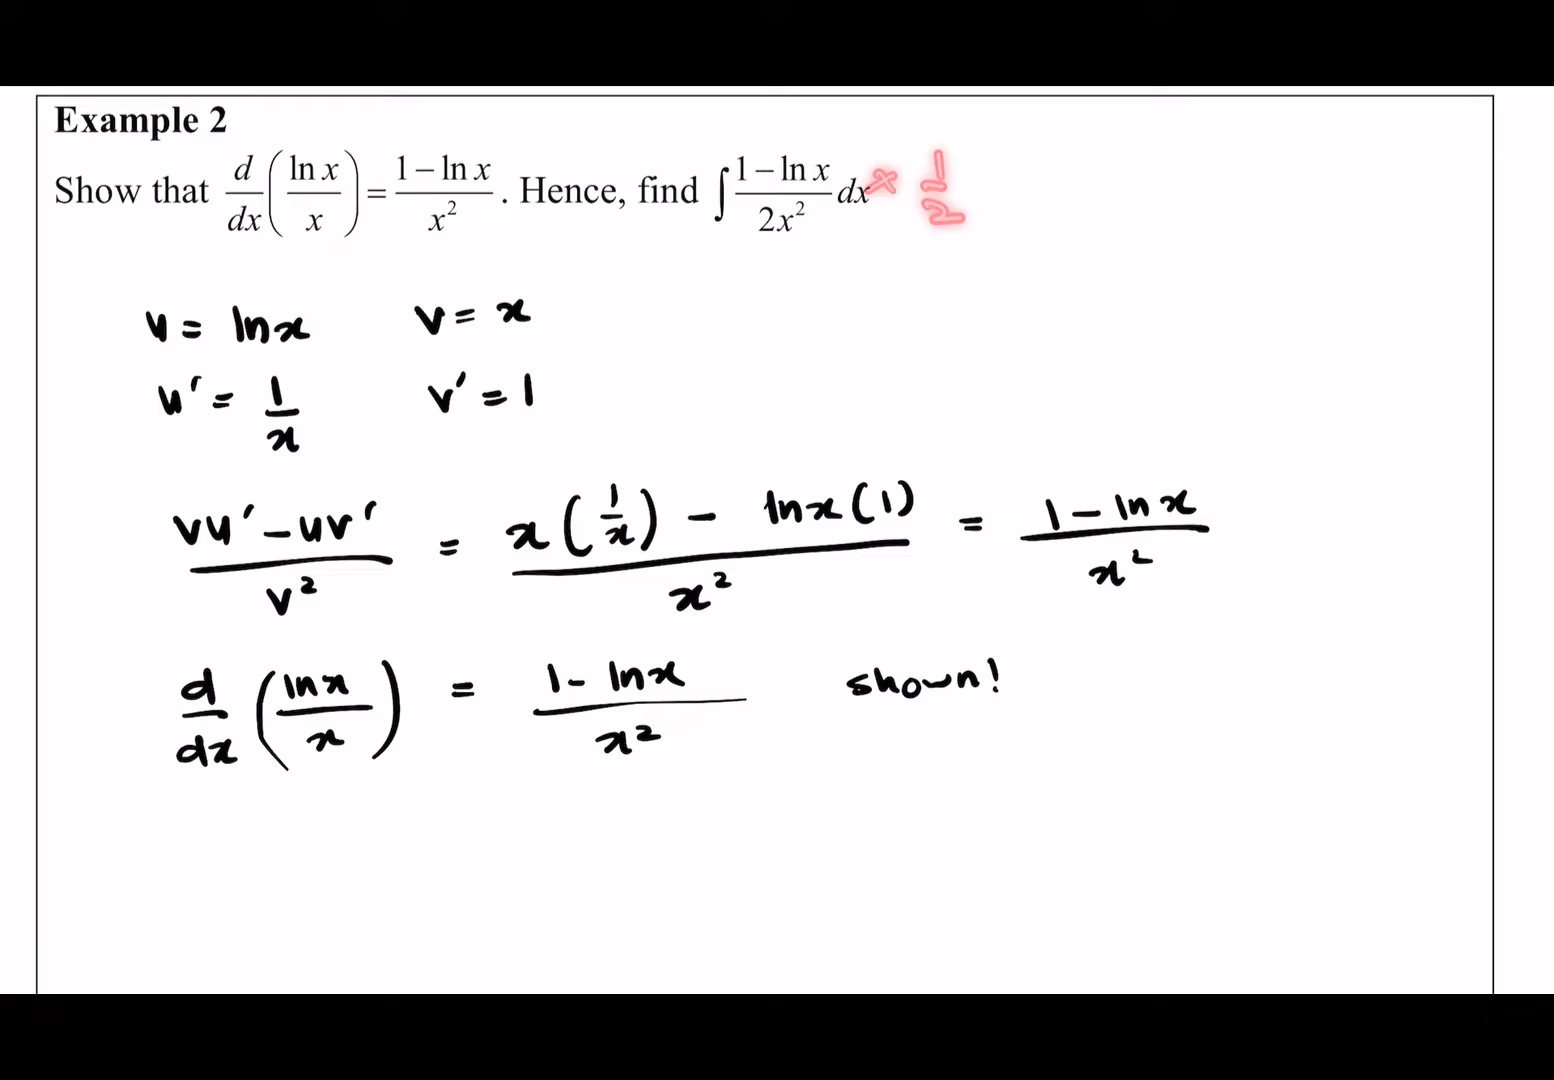 Example 2
Show that d/dx (ln x / x) = (1 − ln x) / x² . Hence, find ∫ (1 − ln x) / 2x² dx × 1/2
u = lnx v = x
u' = 1/x v' = 1
(vu' − uv') / v² = (x(1/x) − lnx(1)) / x² = (1 − lnx) / x²
d/dx (lnx / x) = (1 − lnx) / x² shown!